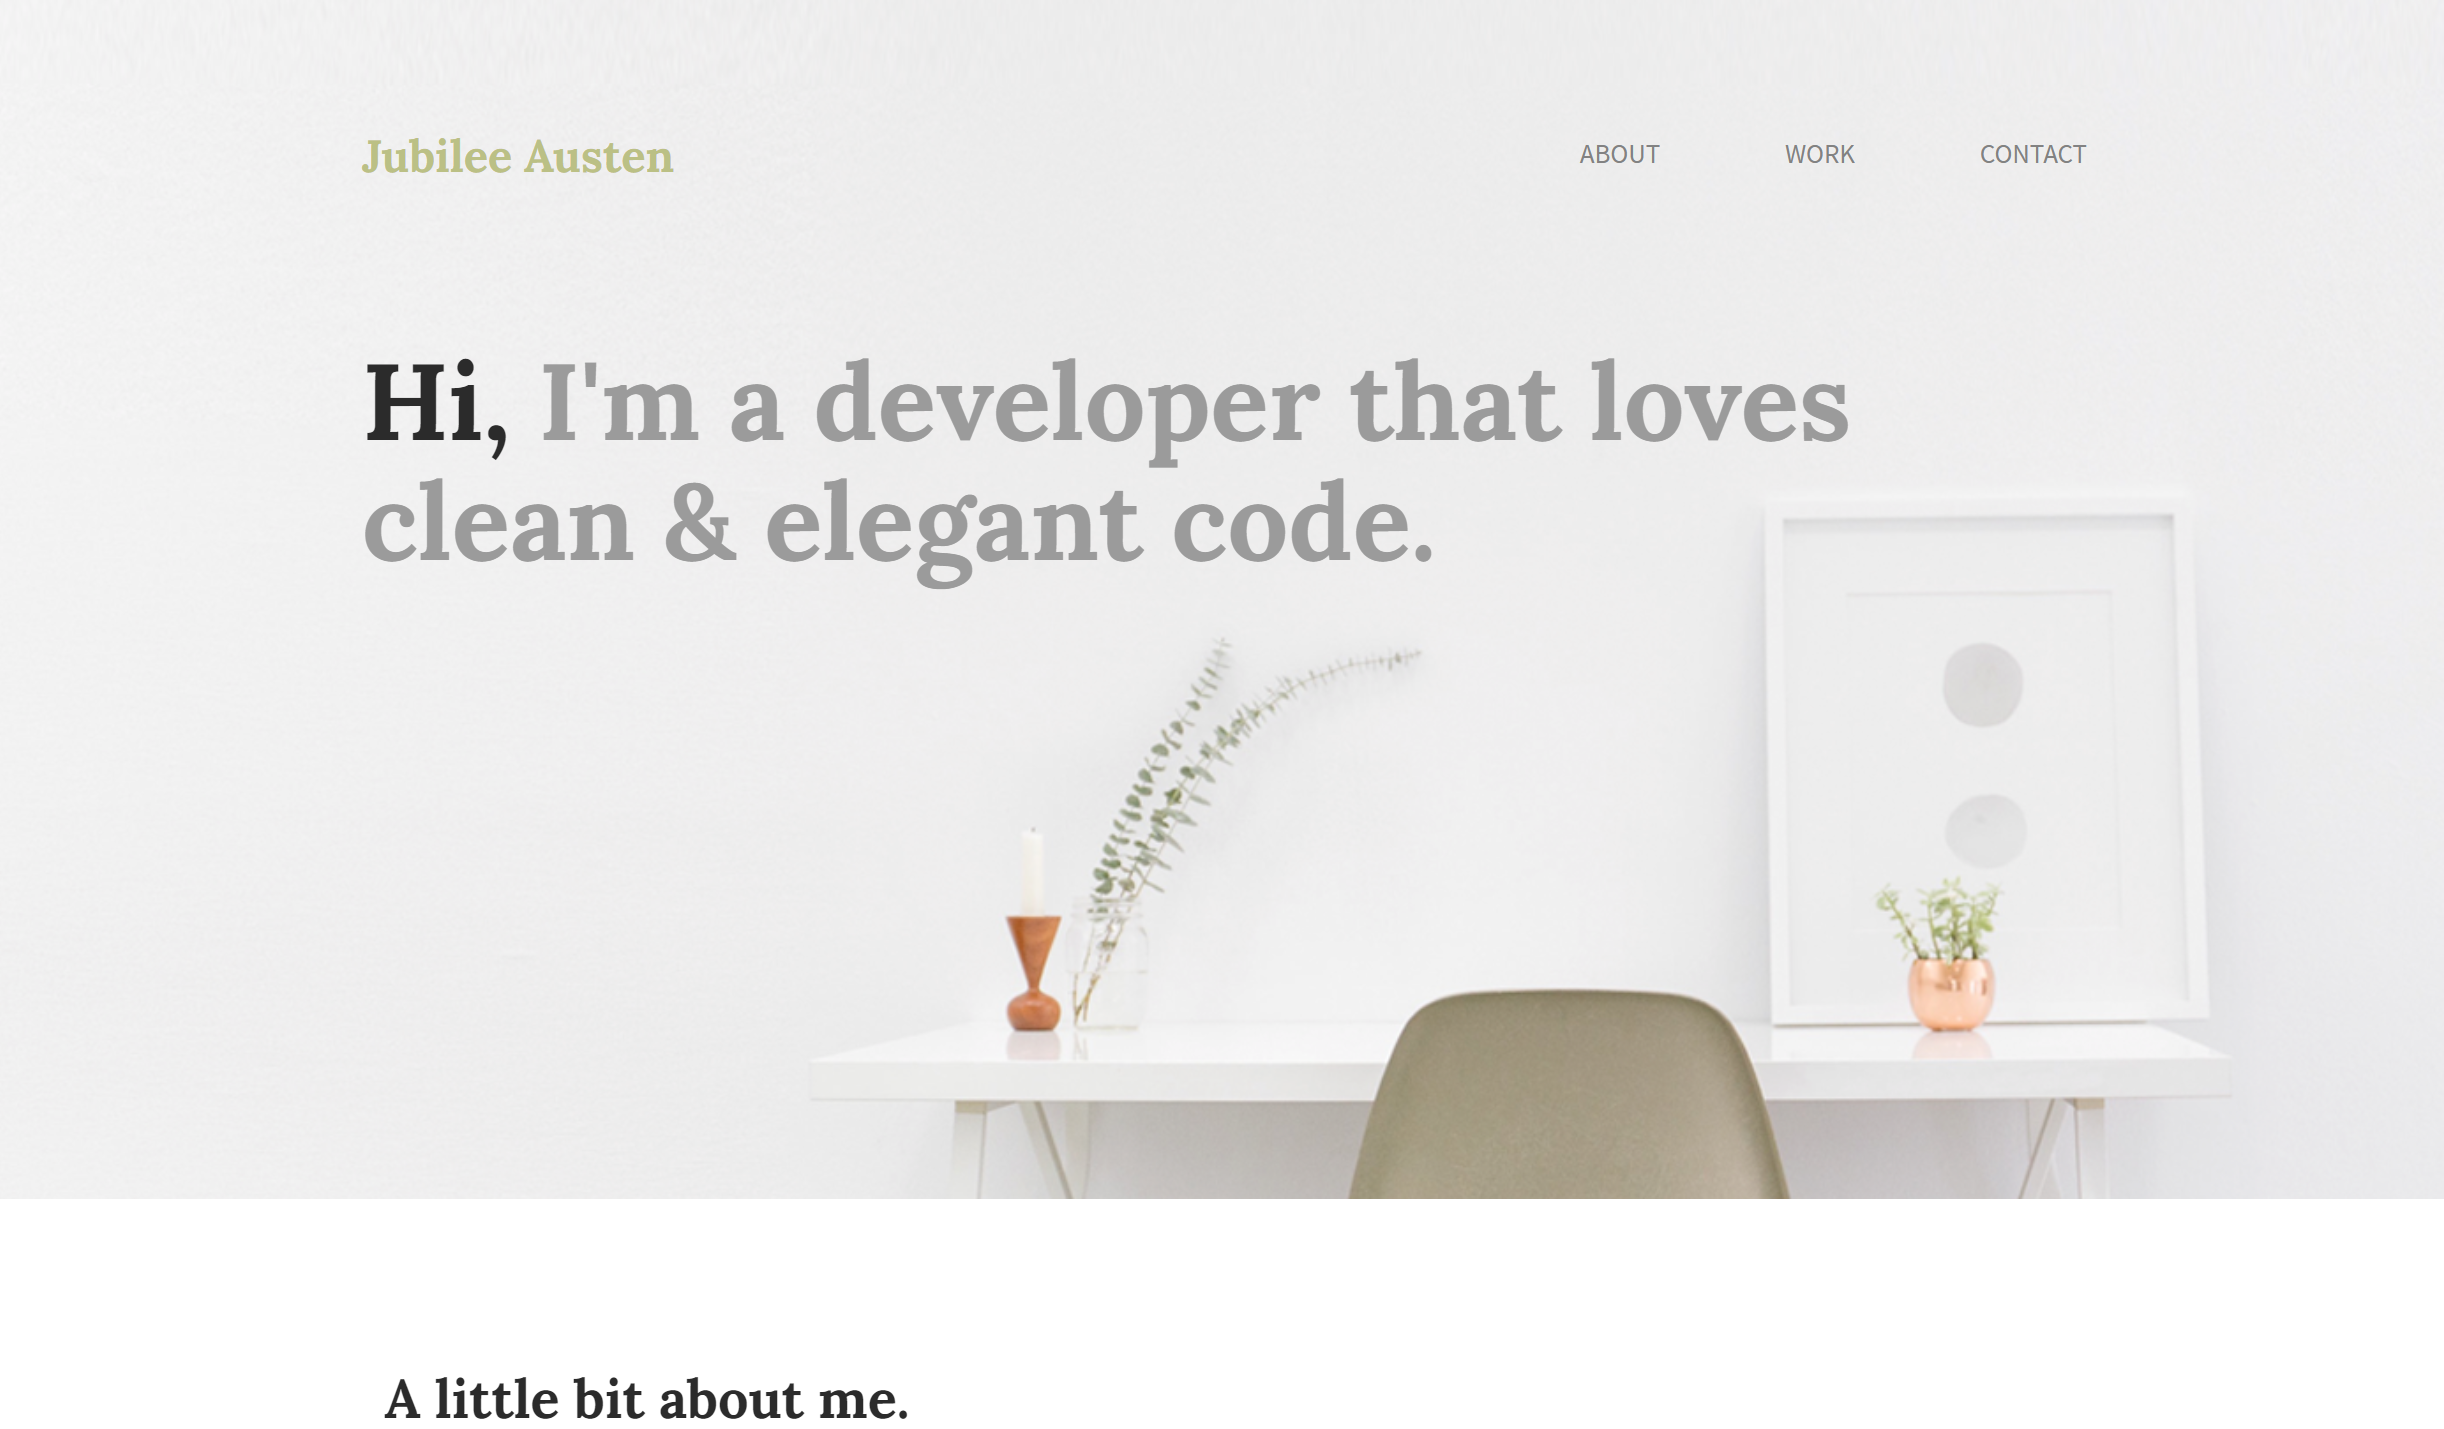 Jubilee Austen
ABOUT WORK CONTACT
Hi, I'm a developer that loves
clean & elegant code.
A little bit about me.